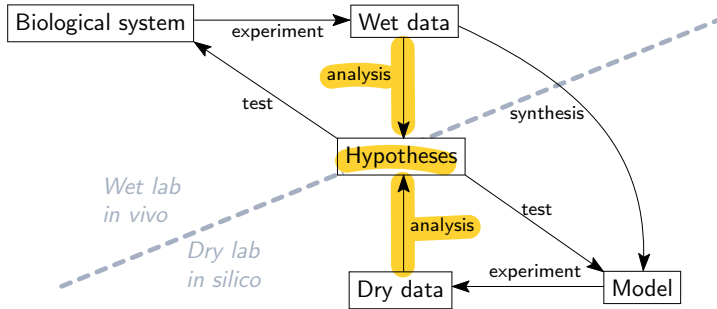 Biological system
experiment
Wet data
analysis
test
synthesis
Hypotheses
Wet lab
in vivo
test
analysis
Dry lab
in silico
experiment
Dry data
Model